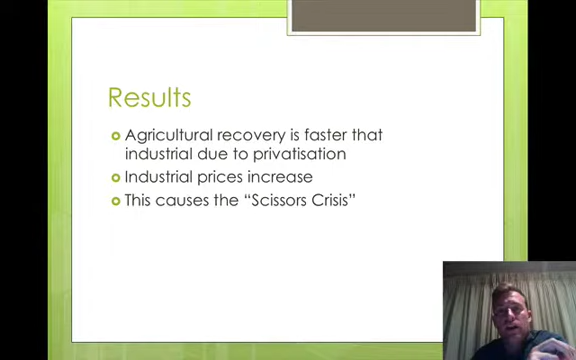 Results
Agricultural recovery is faster that
industrial due to privatisation
Industrial prices increase
This causes the “Scissors Crisis”